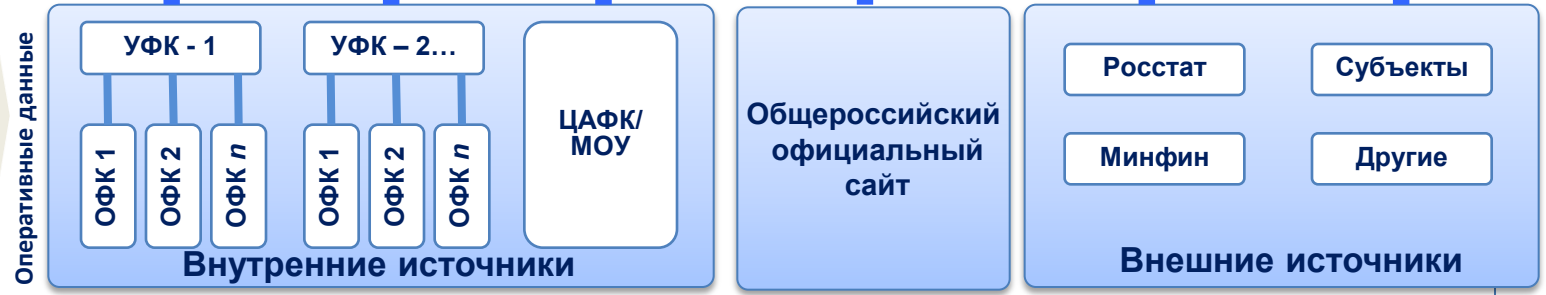 Оперативные данные
УФК - 1
УФК – 2...
ОФК 1
ОФК 2
ОФК n
ОФК 1
ОФК 2
ОФК n
ЦАФК/
МОУ
Внутренние источники
Общероссийский
официальный
сайт
Росстат
Субъекты
Минфин
Другие
Внешние источники